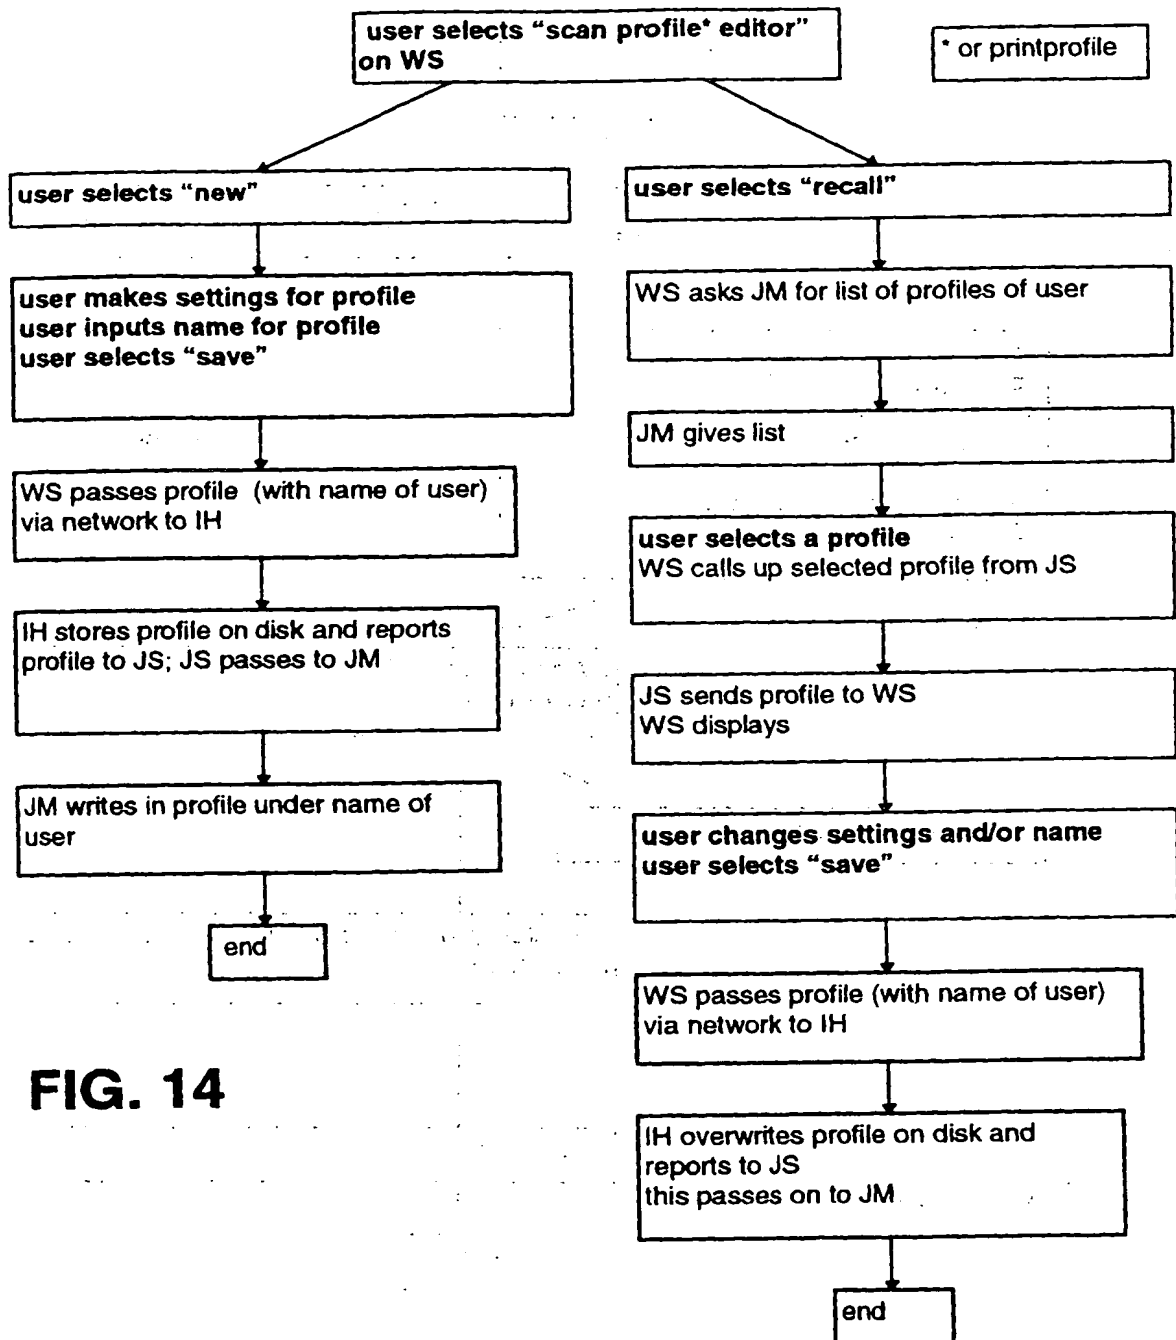 user selects “scan profile* editor”
on WS
* or printprofile
user selects “new”
user makes settings for profile
user inputs name for profile
user selects “save”
WS passes profile (with name of user)
via network to IH
IH stores profile on disk and reports
profile to JS; JS passes to JM
JM writes in profile under name of
user
end
user selects “recall”
WS asks JM for list of profiles of user
JM gives list
user selects a profile
WS calls up selected profile from JS
JS sends profile to WS
WS displays
user changes settings and/or name
user selects “save”
WS passes profile (with name of user)
via network to IH
IH overwrites profile on disk and
reports to JS
this passes on to JM
end
FIG. 14